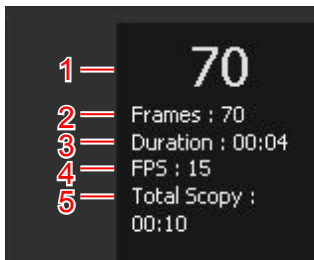 1 70
2 Frames : 70
3 Duration : 00:04
4 FPS : 15
5 Total Scopy :
00:10